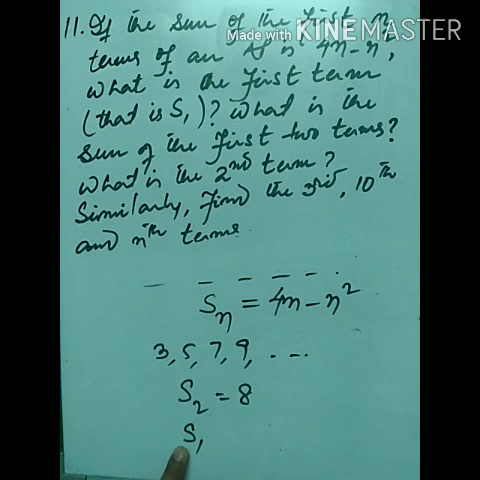 Made with KINEMASTER
11. If the sum of the first n
terms of an AP is 4n-n²,
what is the first term
(that is S₁)? What is the
sum of the first two terms?
What is the 2nd term?
Similarly, find the 3rd, 10th
and nth terms.
Sₙ = 4n - n²
3, 5, 7, 9, ...
S₂ = 8
S₁